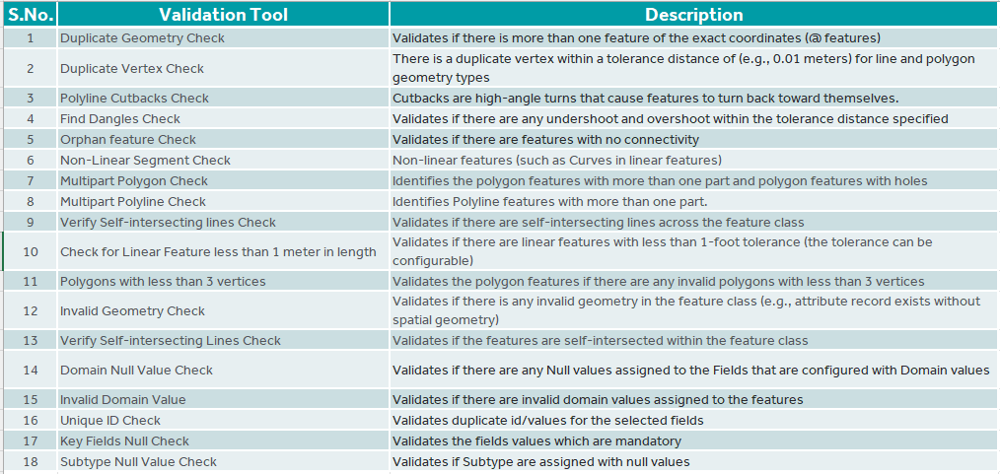 S.No. Validation Tool Description
1 Duplicate Geometry Check Validates if there is more than one feature of the exact coordinates (@ features)
2 Duplicate Vertex Check There is a duplicate vertex within a tolerance distance of (e.g., 0.01 meters) for line and polygon
geometry types
3 Polyline Cutbacks Check Cutbacks are high-angle turns that cause features to turn back toward themselves.
4 Find Dangles Check Validates if there are any undershoot and overshoot within the tolerance distance specified
5 Orphan feature Check Validates if there are features with no connectivity
6 Non-Linear Segment Check Non-linear features (such as Curves in linear features)
7 Multipart Polygon Check Identifies the polygon features with more than one part and polygon features with holes
8 Multipart Polyline Check Identifies Polyline features with more than one part.
9 Verify Self-intersecting lines Check Validates if there are self-intersecting lines across the feature class
10 Check for Linear Feature less than 1 meter in length Validates if there are linear features with less than 1-foot tolerance (the tolerance can be
configurable)
11 Polygons with less than 3 vertices Validates the polygon features if there are any invalid polygons with less than 3 vertices
12 Invalid Geometry Check Validates if there is any invalid geometry in the feature class (e.g., attribute record exists without
spatial geometry)
13 Verify Self-intersecting Lines Check Validates if the features are self-intersected within the feature class
14 Domain Null Value Check Validates if there are any Null values assigned to the Fields that are configured with Domain values
15 Invalid Domain Value Validates if there are invalid domain values assigned to the features
16 Unique ID Check Validates duplicate id/values for the selected fields
17 Key Fields Null Check Validates the fields values which are mandatory
18 Subtype Null Value Check Validates if Subtype are assigned with null values